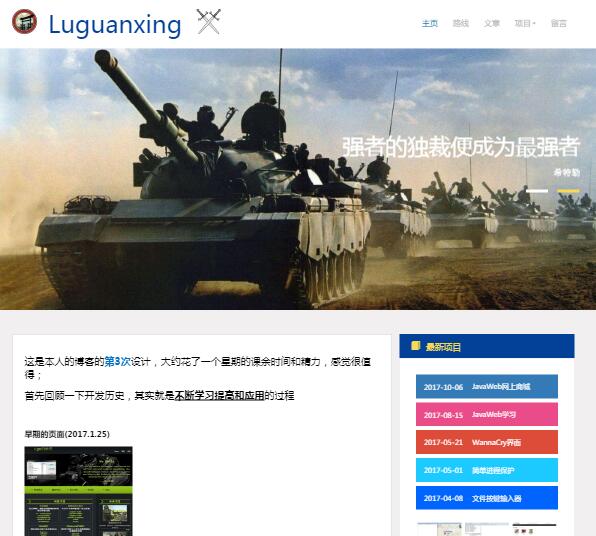 Luguanxing
主页 路线 文章 项目 留言
强者的独裁便成为最强者
希特勒
这是本人的博客的第3次设计，大约花了一个星期的课余时间和精力，感觉很值
得；
首先回顾一下开发历史，其实就是不断学习提高和应用的过程
早期的页面(2017.1.25)
最新项目
2017-10-06 JavaWeb网上商城
2017-08-15 JavaWeb学习
2017-05-21 WannaCry界面
2017-05-01 简单进程保护
2017-04-08 文件按键输入器